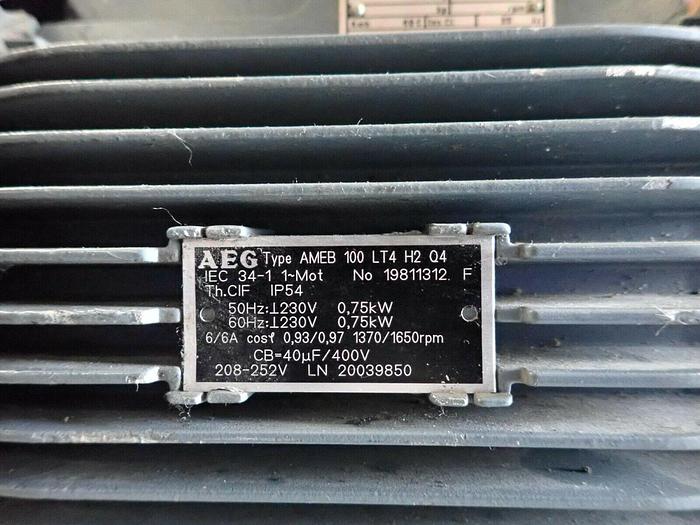 AEG Type AMEB 100 LT4 H2 Q4
IEC 34-1 1~Mot No 19811312. F
Th.Cl.F IP54
50Hz:⊥230V 0,75kW
60Hz:⊥230V 0,75kW
6/6A cosφ 0,93/0,97 1370/1650rpm
CB=40µF/400V
208-252V LN 20039850